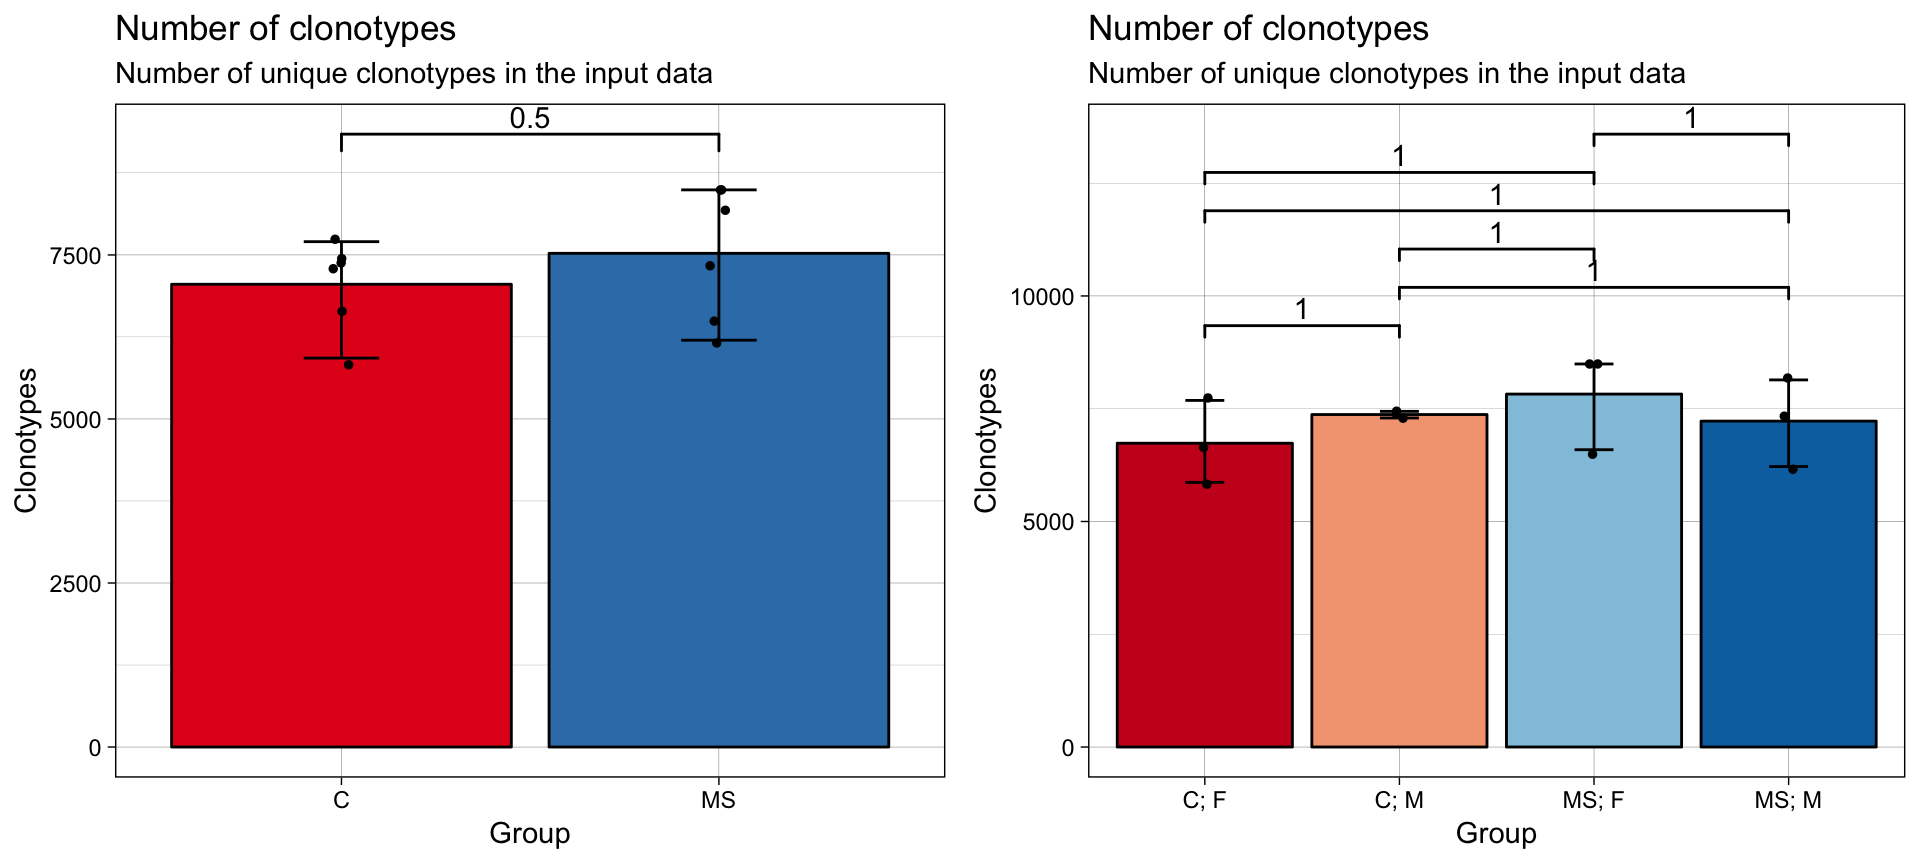 Number of clonotypes
Number of unique clonotypes in the input data
0.5
7500
5000
2500
0
Clonotypes
C
MS
Group
Number of clonotypes
Number of unique clonotypes in the input data
1
1
1
1
1
1
10000
5000
0
Clonotypes
C; F
C; M
MS; F
MS; M
Group